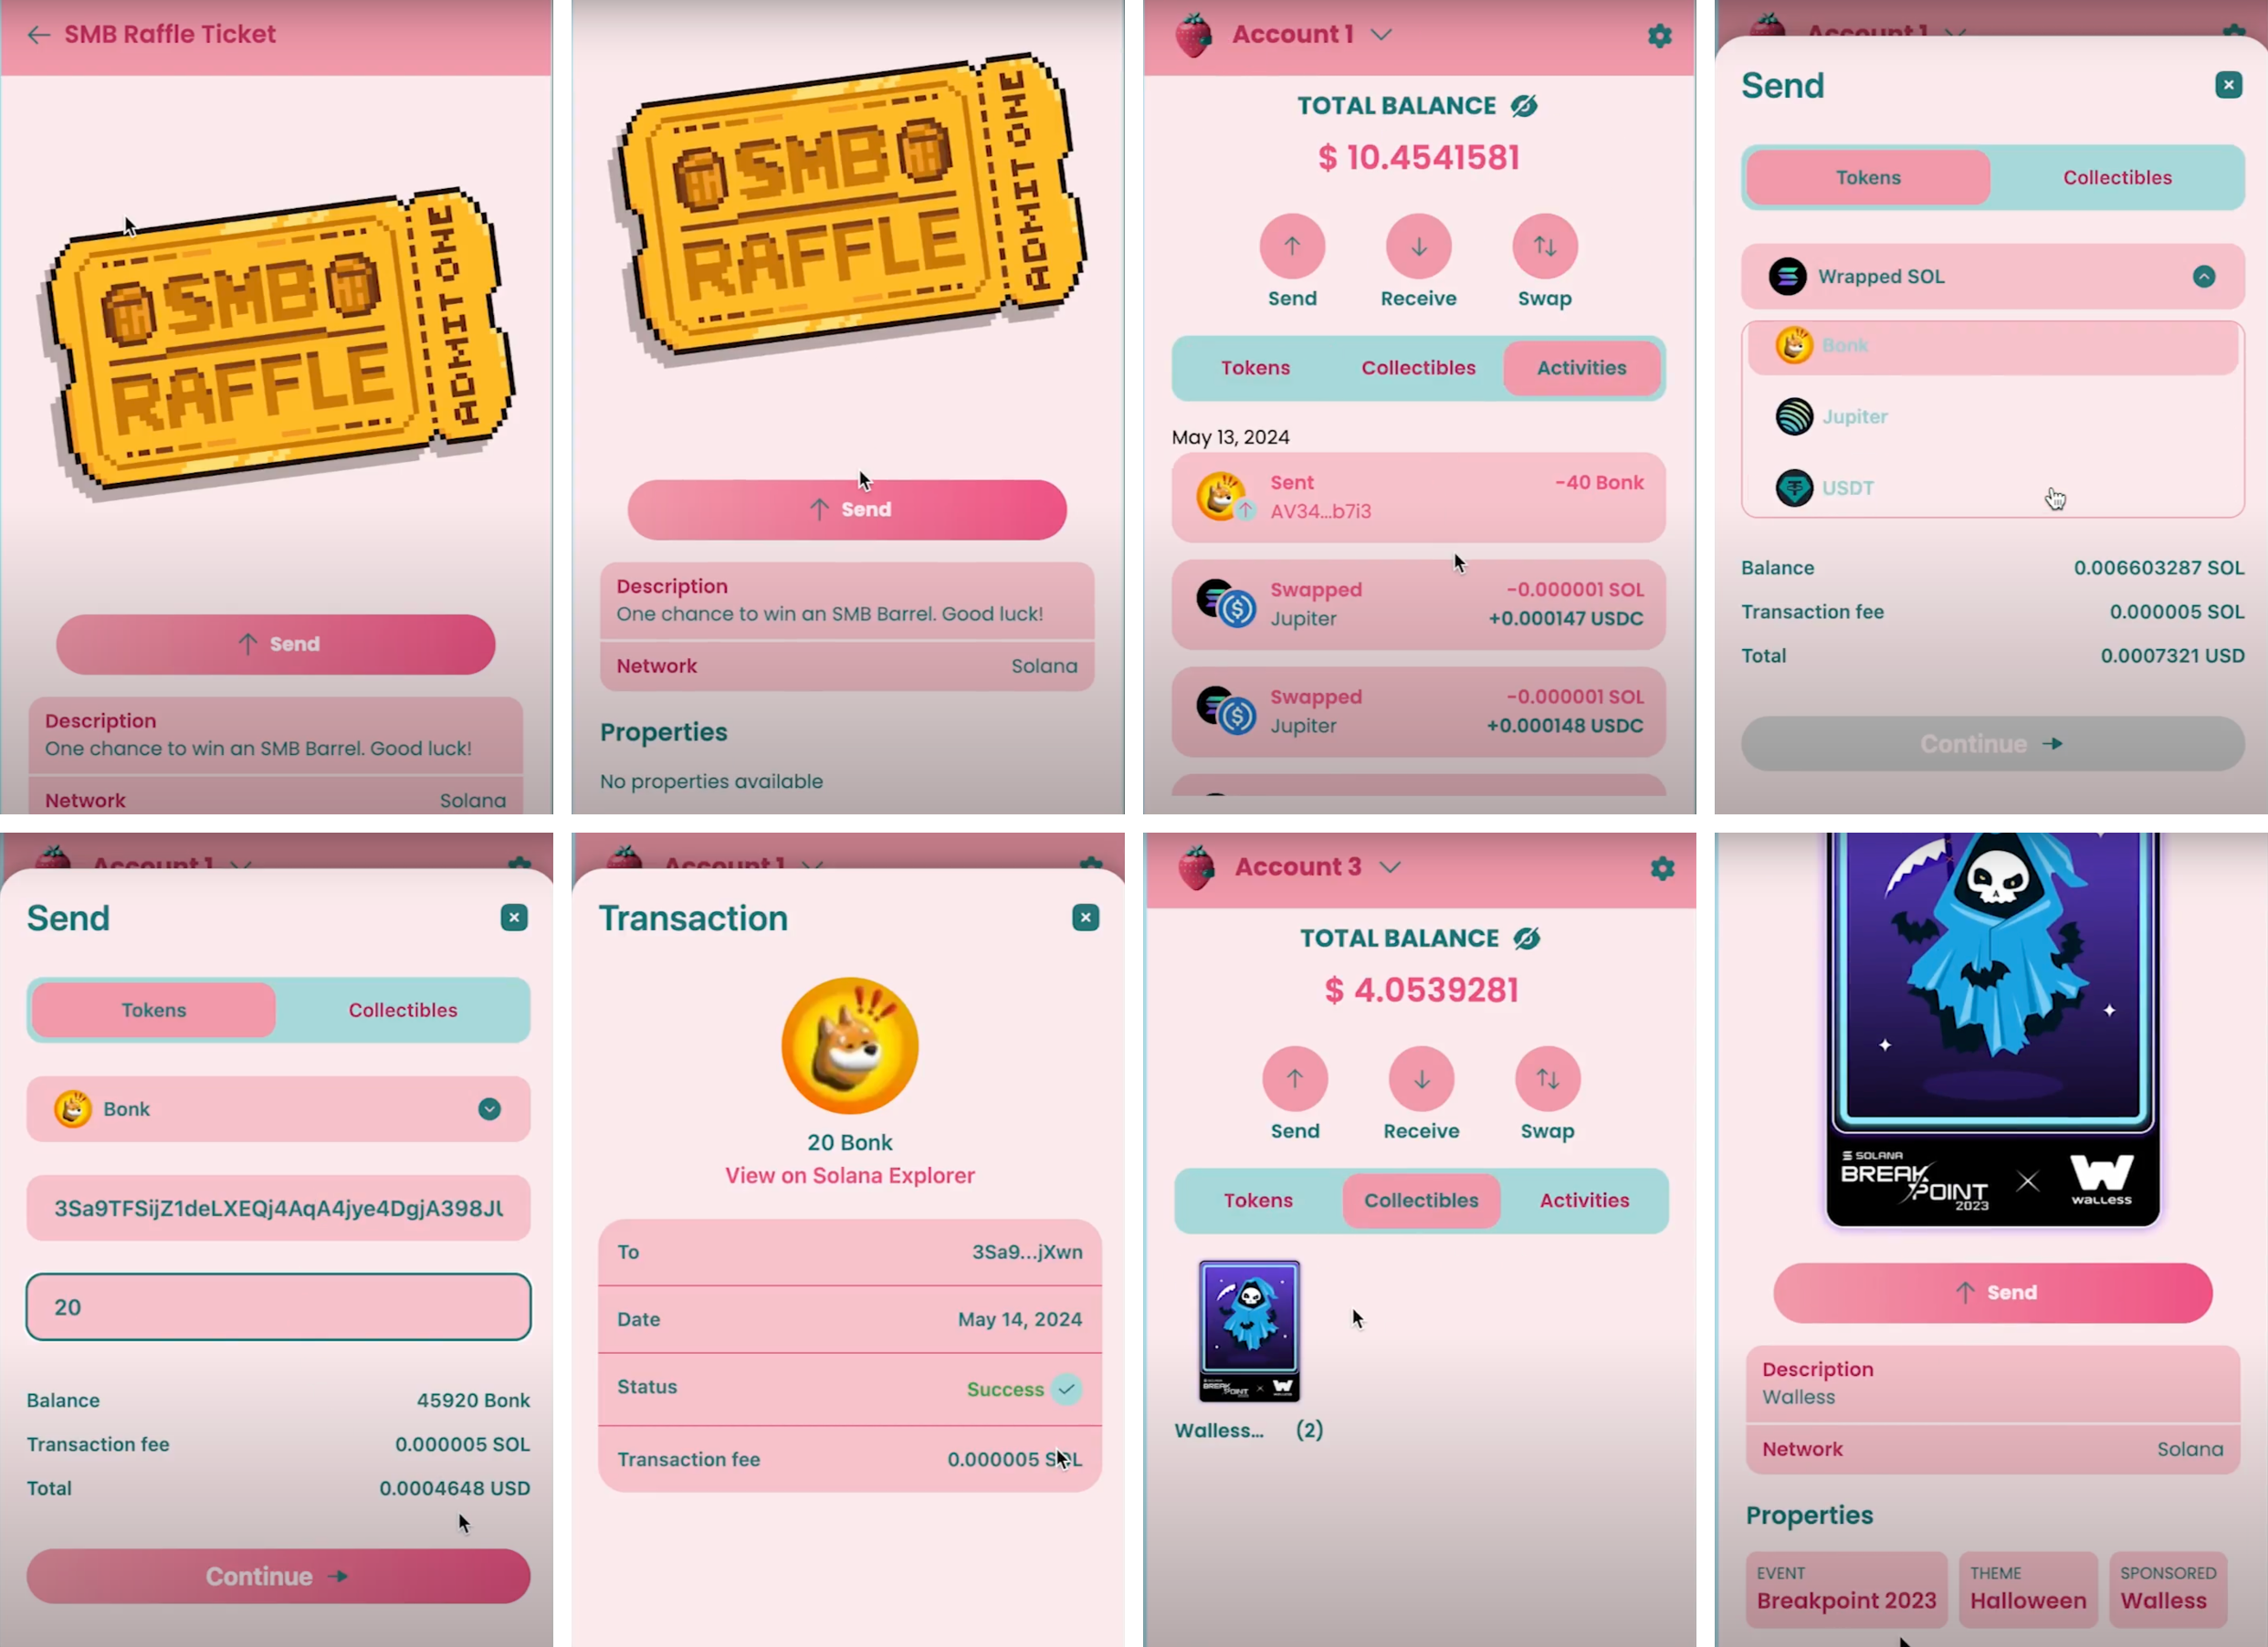 SMB Raffle Ticket
SMB
RAFFLE
ADMIT ONE
Send
Description
One chance to win an SMB Barrel. Good luck!
Network Solana
SMB
RAFFLE
ADMIT ONE
Send
Description
One chance to win an SMB Barrel. Good luck!
Network Solana
Properties
No properties available
Account 1
TOTAL BALANCE
$ 10.4541581
Send Receive Swap
Tokens Collectibles Activities
May 13, 2024
Sent -40 Bonk
AV34...b7i3
Swapped -0.000001 SOL
Jupiter +0.000147 USDC
Swapped -0.000001 SOL
Jupiter +0.000148 USDC
Account 1
Send
Tokens Collectibles
Wrapped SOL
Bonk
Jupiter
USDT
Balance 0.006603287 SOL
Transaction fee 0.000005 SOL
Total 0.0007321 USD
Continue
Account 1
Send
Tokens Collectibles
Bonk
3Sa9TFSijZ1deLXEQj4AqA4jye4DgjA398JU
20
Balance 45920 Bonk
Transaction fee 0.000005 SOL
Total 0.0004648 USD
Continue
Account 1
Transaction
20 Bonk
View on Solana Explorer
To 3Sa9...jXwn
Date May 14, 2024
Status Success
Transaction fee 0.000005 SOL
Account 3
TOTAL BALANCE
$ 4.0539281
Send Receive Swap
Tokens Collectibles Activities
BREAKPOINT
Walless... (2)
SOLANA
BREAKPOINT
2023
WALLESS
Send
Description
Walless
Network Solana
Properties
EVENT THEME SPONSORED
Breakpoint 2023 Halloween Walless